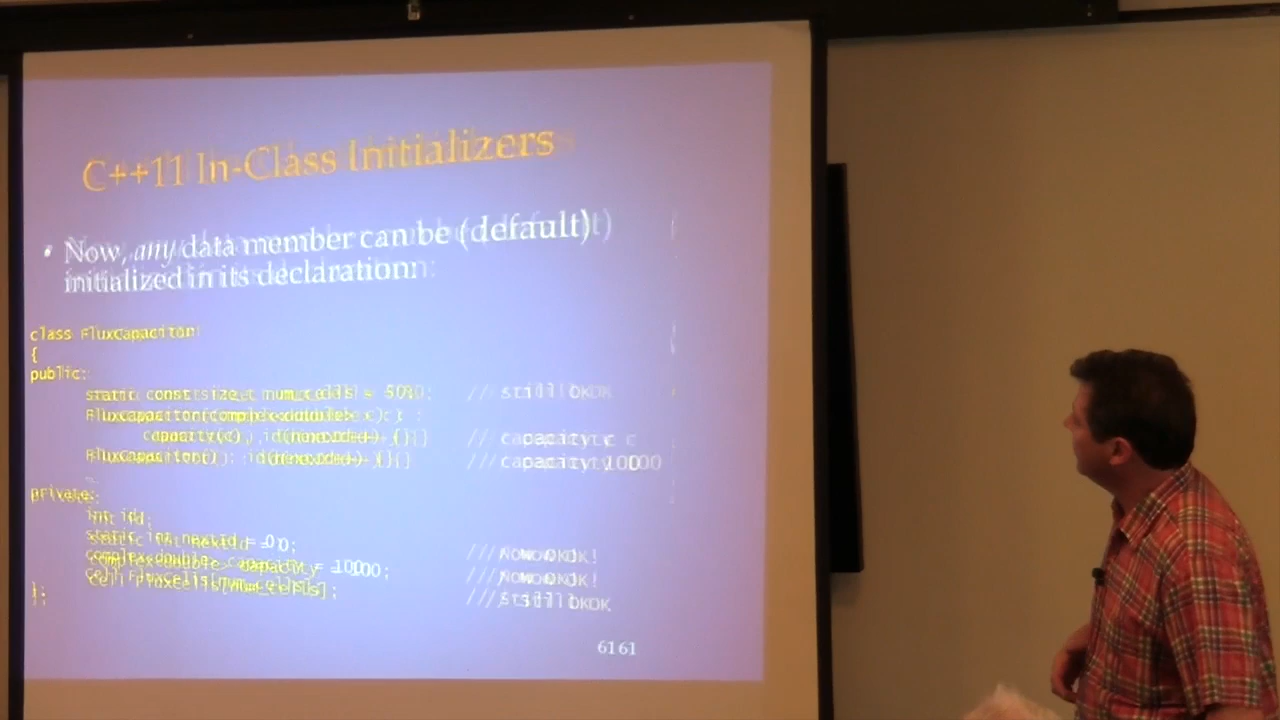 C++11 In-Class Initializers
• Now, any data member can be (default)
initialized in its declaration:
class FluxCapacitor
{
public:
static const size_t num_cells = 50; // still OK
FluxCapacitor(complex<double> c) :
capacity(c), id(nextId++) {} // capacity c
FluxCapacitor() : id(nextId++) {} // capacity 100
private:
int id;
static int nextId = 0; // Now OK!
complex<double> capacity = 100; // Now OK!
Cell FluxCells[num_cells]; // still OK
};
61